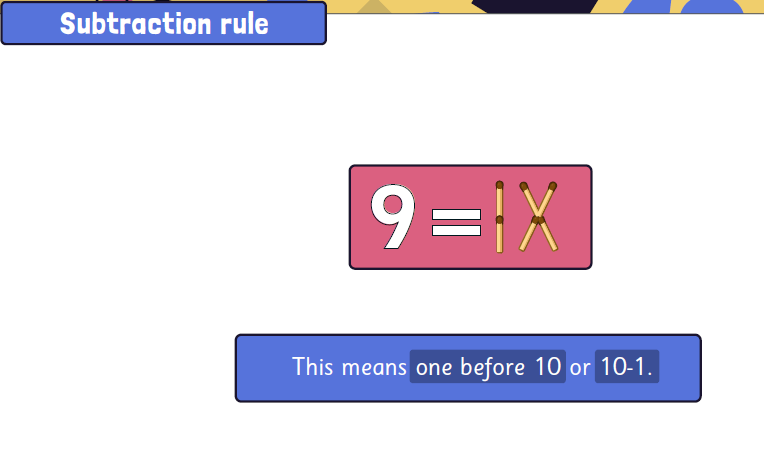 Subtraction rule
9=IX
This means one before 10 or 10-1.